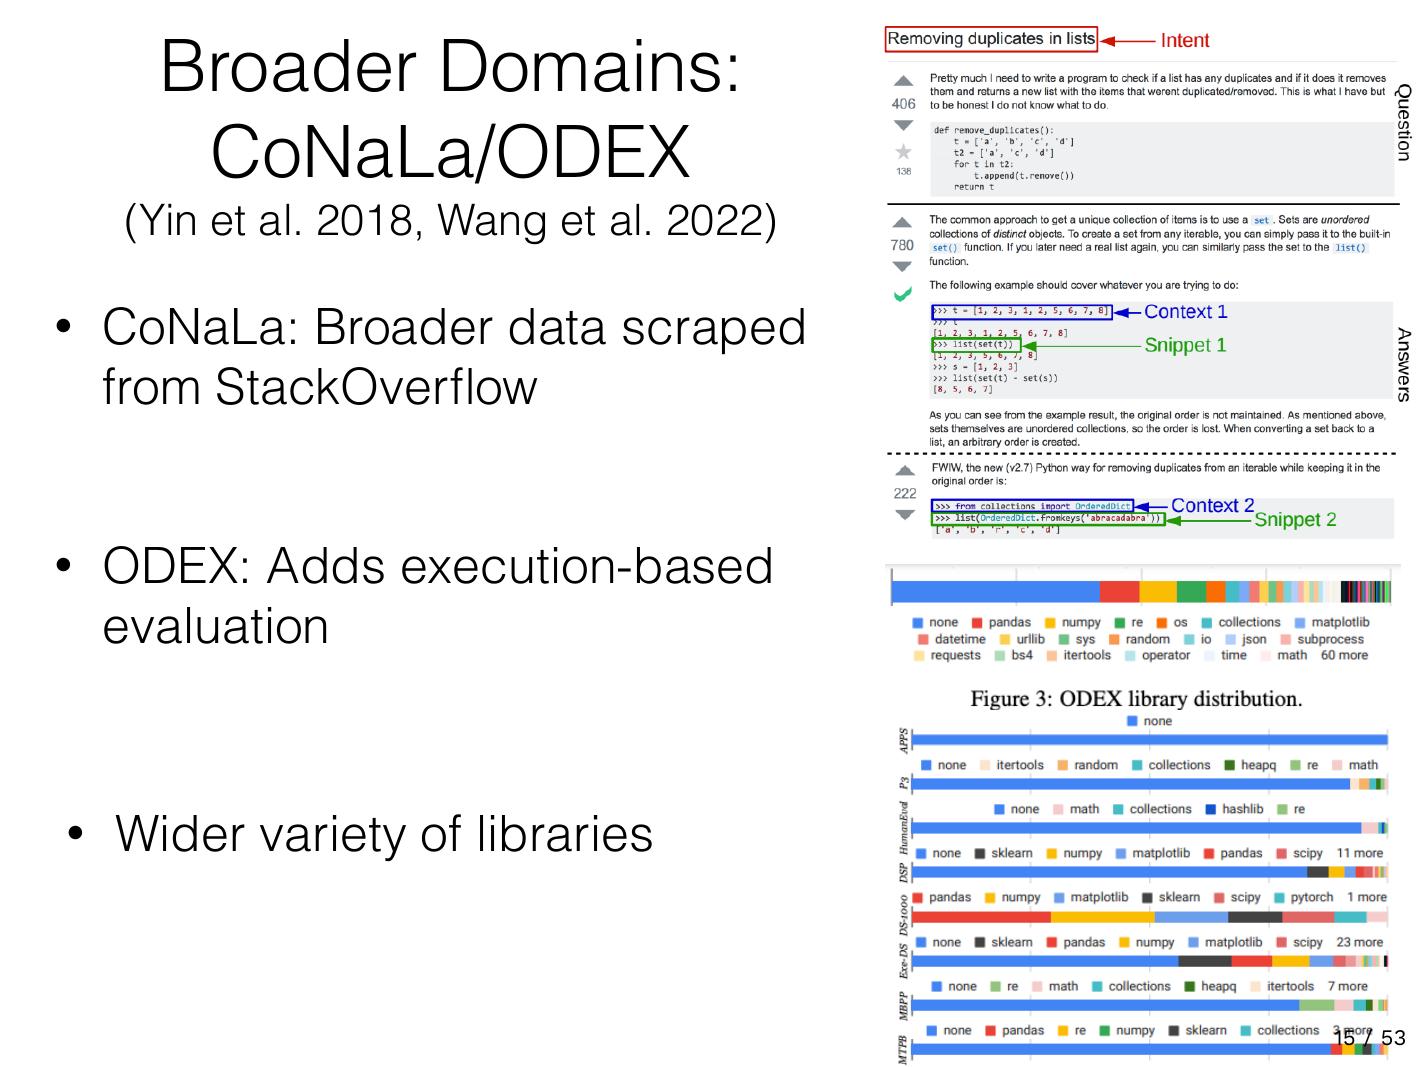 Broader Domains:
CoNaLa/ODEX
(Yin et al. 2018, Wang et al. 2022)
• CoNaLa: Broader data scraped
from StackOverflow
• ODEX: Adds execution-based
evaluation
• Wider variety of libraries
Removing duplicates in lists
Intent
Question
406
138
Pretty much I need to write a program to check if a list has any duplicates and if it does it removes
them and returns a new list with the items that werent duplicated/removed. This is what I have but
to be honest I do not know what to do.
def remove_duplicates():
t = ['a', 'b', 'c', 'd']
t2 = ['a', 'c', 'd']
for t in t2:
t.append(t.remove())
return t
Answers
780
The common approach to get a unique collection of items is to use a set . Sets are unordered
collections of distinct objects. To create a set from any iterable, you can simply pass it to the built-in
set() function. If you later need a real list again, you can similarly pass the set to the list()
function.
The following example should cover whatever you are trying to do:
>>> t = [1, 2, 3, 1, 2, 5, 6, 7, 8]
Context 1
>>> t
[1, 2, 3, 1, 2, 5, 6, 7, 8]
>>> list(set(t))
Snippet 1
[1, 2, 3, 5, 6, 7, 8]
>>> s = [1, 2, 3]
>>> list(set(t) - set(s))
[8, 5, 6, 7]
As you can see from the example result, the original order is not maintained. As mentioned above,
sets themselves are unordered collections, so the order is lost. When converting a set back to a
list, an arbitrary order is created.
222
FWIW, the new (v2.7) Python way for removing duplicates from an iterable while keeping it in the
original order is:
>>> from collections import OrderedDict
Context 2
>>> list(OrderedDict.fromkeys('abracadabra'))
Snippet 2
['a', 'b', 'r', 'c', 'd']
none pandas numpy re os collections matplotlib
datetime urllib sys random io json subprocess
requests bs4 itertools operator time math 60 more
Figure 3: ODEX library distribution.
none
APPS
none itertools random collections heapq re math
P3
none math collections hashlib re
HumanEval
none sklearn numpy matplotlib pandas scipy 11 more
DSP
pandas numpy matplotlib sklearn scipy pytorch 1 more
DS-1000
none sklearn pandas numpy matplotlib scipy 23 more
Exe-DS
none re math collections heapq itertools 7 more
MBPP
none pandas re numpy sklearn collections 3 more
MTPB
15 / 53